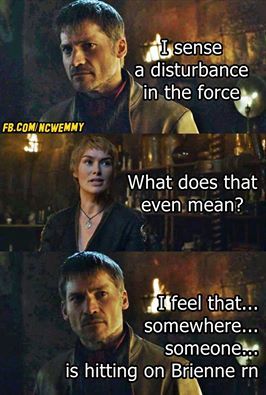 I sense
a disturbance
in the force
FB.COM/NCWEMMY
What does that
even mean?
I feel that...
somewhere...
someone...
is hitting on Brienne rn